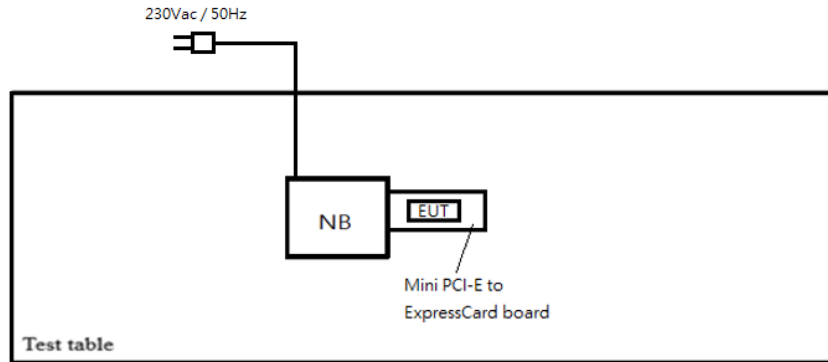 230Vac / 50Hz
NB
EUT
Mini PCI-E to
ExpressCard board
Test table